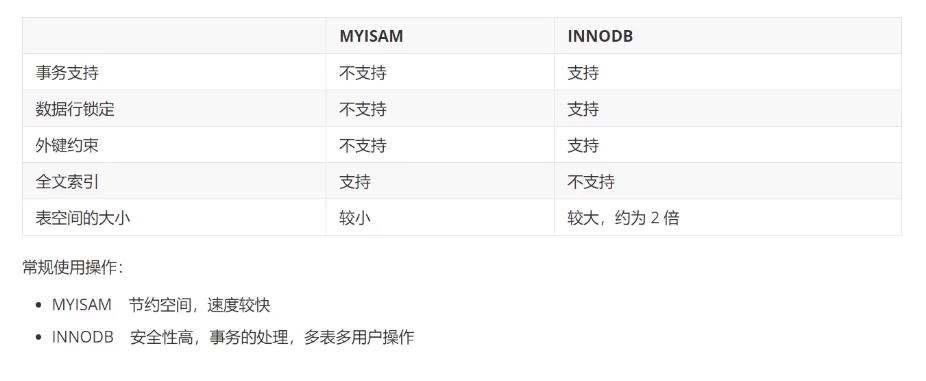 MYISAM INNODB
事务支持 不支持 支持
数据行锁定 不支持 支持
外键约束 不支持 支持
全文索引 支持 不支持
表空间的大小 较小 较大，约为 2 倍
常规使用操作：
• MYISAM 节约空间，速度较快
• INNODB 安全性高，事务的处理，多表多用户操作